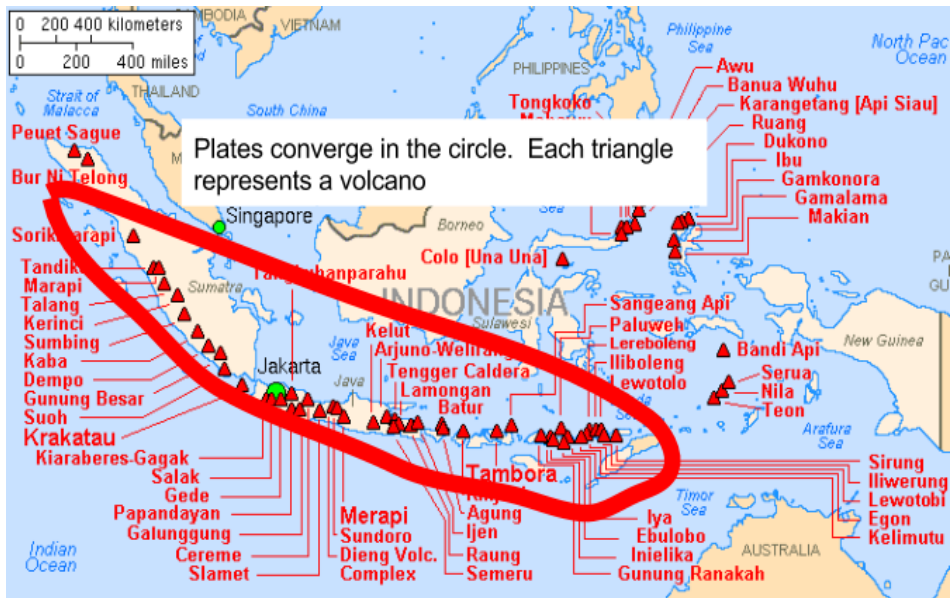 0 200 400 kilometers
0 200 400 miles
CAMBODIA
VIETNAM
THAILAND
Strait of
Malacca
South China
Philippine
Sea
PHILIPPINES
North Pac
Ocean
Awu
Banua Wuhu
Karangetang [Api Siau]
Tongkoko
Ruang
Dukono
Ibu
Gamkonora
Gamalama
Makian
Plates converge in the circle. Each triangle
represents a volcano
Peuet Sague
Bur Ni Telong
Singapore
Borneo
Sea
Colo [Una Una]
INDONESIA
Sumatra
Sulawesi
New Guinea
PA
GU
Tandika
Marapi
Talang
Kerinci
Sumbing
Kaba
Dempo
Gunung Besar
Suoh
Krakatau
Kiaraberes-Gagak
Salak
Gede
Papandayan
Galunggung
Cereme
Slamet
Jakarta
Java
Sea
Java
Kelut
Arjuno-Welirang
Tengger Caldera
Lamongan
Batur
Sangeang Api
Paluweh
Lereboleng
Iliboleng
Lewotolo
Bandi Api
Serua
Nila
Teon
Arafura
Sea
Tambora
Agung
Ijen
Raung
Semeru
Merapi
Sundoro
Dieng Volc.
Complex
Sirung
Iliwerung
Lewotobi
Egon
Kelimutu
Iya
Ebulobo
Inielika
Gunung Ranakah
Timor
Sea
AUSTRALIA
Indian
Ocean